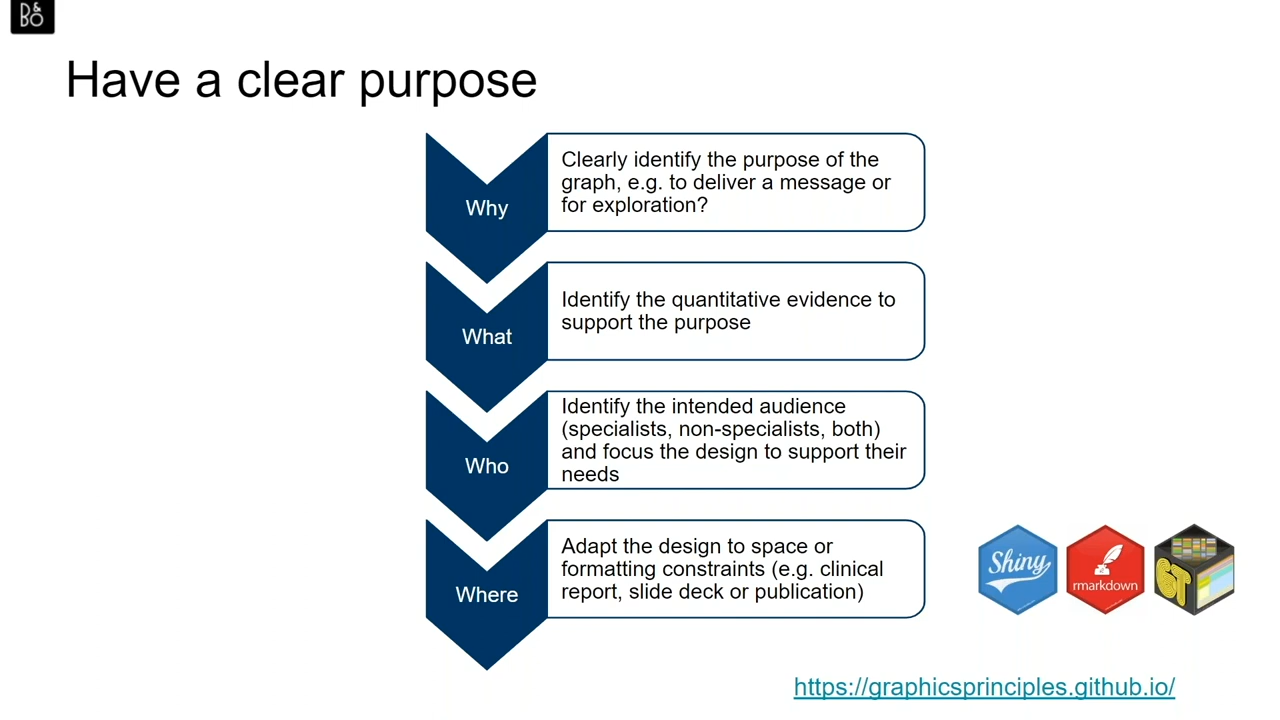 B&O
Have a clear purpose
Why
Clearly identify the purpose of the
graph, e.g. to deliver a message or
for exploration?
What
Identify the quantitative evidence to
support the purpose
Who
Identify the intended audience
(specialists, non-specialists, both)
and focus the design to support their
needs
Where
Adapt the design to space or
formatting constraints (e.g. clinical
report, slide deck or publication)
Shiny
rmarkdown
GT
https://graphicsprinciples.github.io/